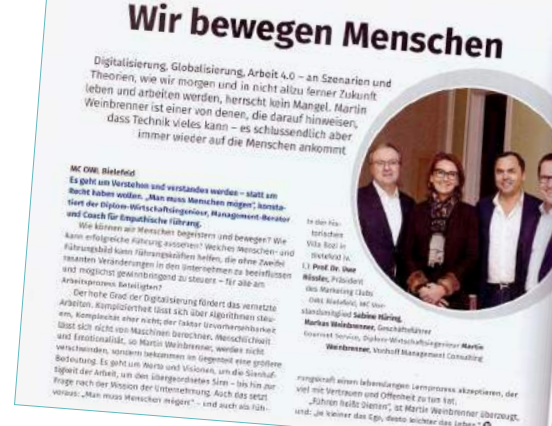 Wir bewegen Menschen
Digitalisierung, Globalisierung, Arbeit 4.0 – an Szenarien und
Theorien, wie wir morgen und in nicht allzu ferner Zukunft
leben und arbeiten werden, herrscht kein Mangel. Martin
Weinbrenner ist einer von denen, die darauf hinweisen,
dass Technik vieles kann – es schlussendlich aber
immer wieder auf die Menschen ankommt
MC OWL Bielefeld
Es geht um Verstehen und verstanden werden – statt um
Recht haben wollen. „Man muss Menschen mögen“, konsta-
tiert der Diplom-Wirtschaftsingenieur, Management-Berater
und Coach für Empathische Führung.
Wie können wir Menschen begeistern und bewegen? Wie
kann erfolgreiche Führung aussehen? Welches Menschen- und
Führungsbild kann Führungskräften helfen, die ohne Zweifel
rasanten Veränderungen in den Unternehmen zu beeinflussen
und möglichst gewinnbringend zu steuern – für alle am
Arbeitsprozess Beteiligten?
Der hohe Grad der Digitalisierung fördert das vernetzte
Arbeiten. Kompliziertheit lässt sich über Algorithmen steu-
ern, Komplexität eher nicht; der Faktor Unvorhersehbarkeit
lässt sich nicht von Maschinen berechnen. Menschlichkeit
und Emotionalität, so Martin Weinbrenner, werden nicht
verschwinden, sondern bekommen im Gegenteil eine größere
Bedeutung. Es geht um Werte und Visionen, um die Sinnhaf-
tigkeit der Arbeit, um den übergeordneten Sinn – bis hin zur
Frage nach der Mission der Unternehmung. Auch das setzt
voraus: „Man muss Menschen mögen“ – und auch als Füh-
In der his-
torischen
Villa Bozi in
Bielefeld (v.
l.) Prof. Dr. Uwe
Rössler, Präsident
des Marketing Clubs
OWL Bielefeld, MC Vor-
standsmitglied Sabine
Markus Weinbrenner, Geschäftsführer
Gourmet Service, Diplom-Wirtschaftsingenieur Martin
Weinbrenner, Vonhoff Management Consulting
rungskraft einen lebenslangen Lernprozess akzeptieren, der
viel mit Vertrauen und Offenheit zu tun hat.
„Führen heißt Dienen“, ist Martin Weinbrenner überzeugt,
und: „Je kleiner das Ego, desto leichter das Leben.“